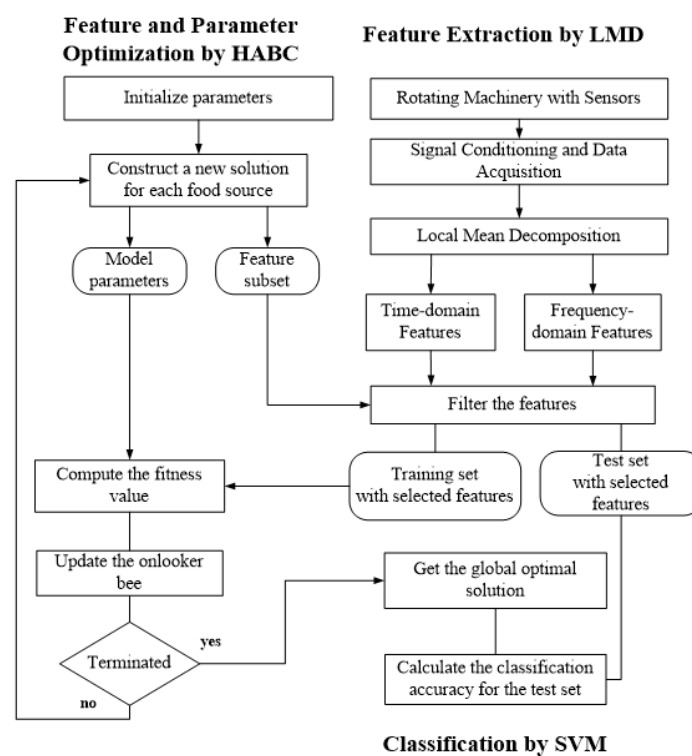 Feature and Parameter
Optimization by HABC
Initialize parameters
Construct a new solution
for each food source
Model
parameters
Feature
subset
Compute the fitness
value
Update the onlooker
bee
Terminated
yes
no
Feature Extraction by LMD
Rotating Machinery with Sensors
Signal Conditioning and Data
Acquisition
Local Mean Decomposition
Time-domain
Features
Frequency-
domain Features
Filter the features
Training set
with selected features
Test set
with selected
features
Get the global optimal
solution
Calculate the classification
accuracy for the test set
Classification by SVM